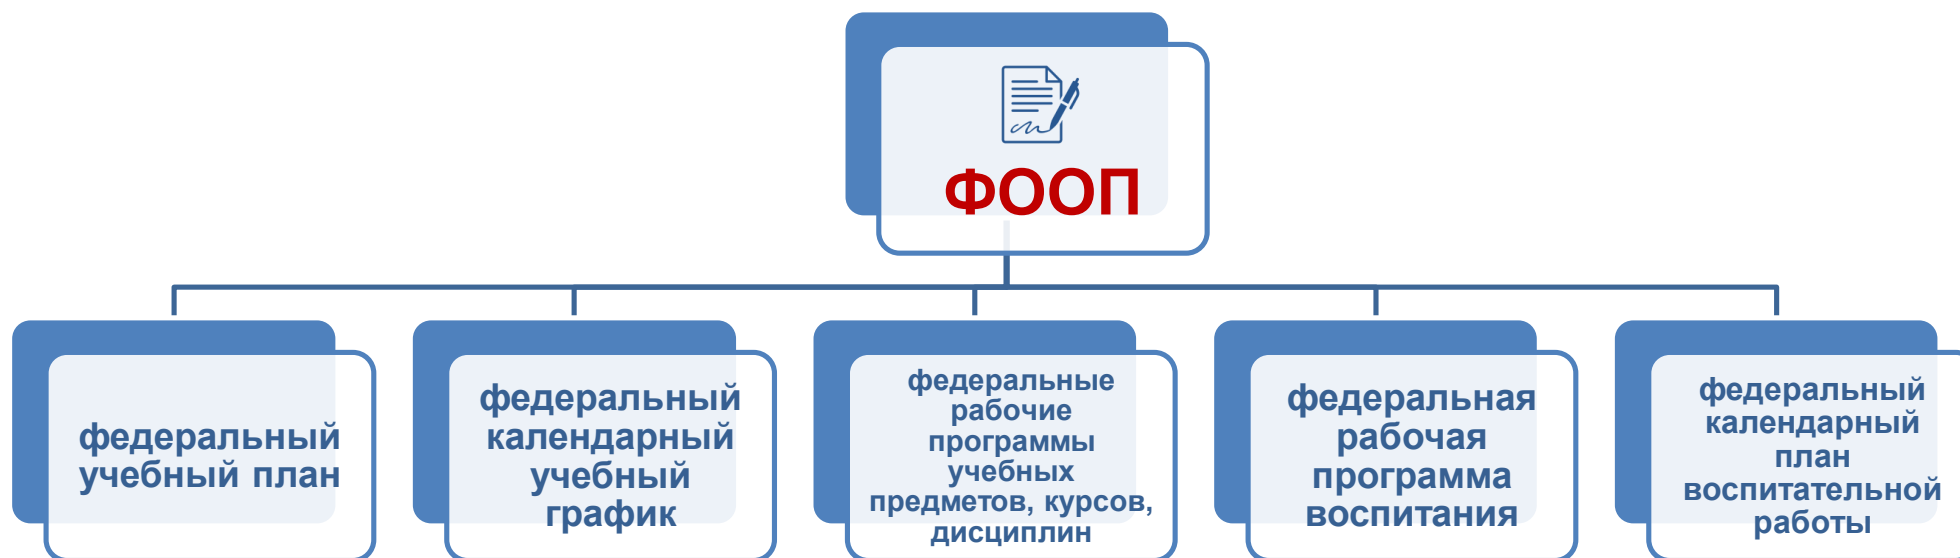 ФООП
федеральный
учебный план
федеральный
календарный
учебный
график
федеральные
рабочие
программы
учебных
предметов, курсов,
дисциплин
федеральная
рабочая
программа
воспитания
федеральный
календарный
план
воспитательной
работы